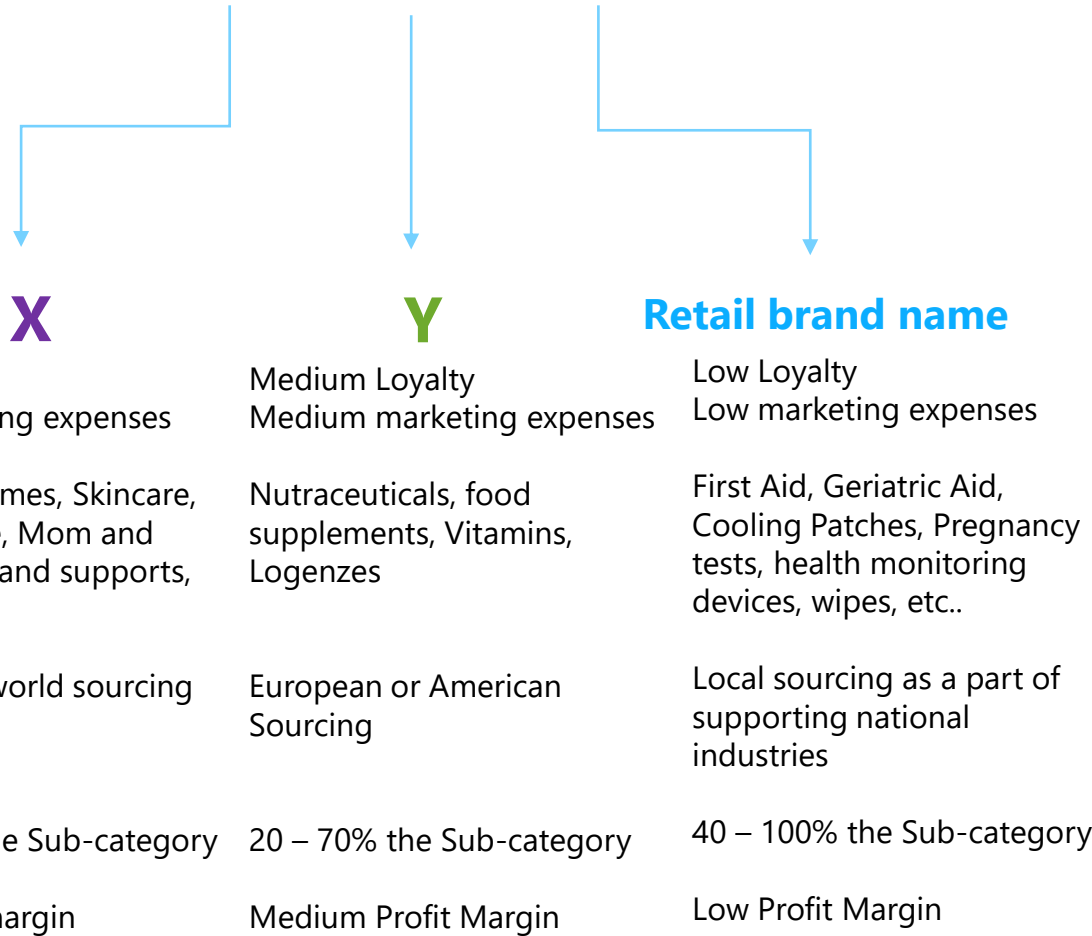 X
ng expenses
mes, Skincare,
, Mom and
and supports,
world sourcing
e Sub-category
argin
Y
Medium Loyalty
Medium marketing expenses
Nutraceuticals, food
supplements, Vitamins,
Logenzes
European or American
Sourcing
20 – 70% the Sub-category
Medium Profit Margin
Retail brand name
Low Loyalty
Low marketing expenses
First Aid, Geriatric Aid,
Cooling Patches, Pregnancy
tests, health monitoring
devices, wipes, etc..
Local sourcing as a part of
supporting national
industries
40 – 100% the Sub-category
Low Profit Margin